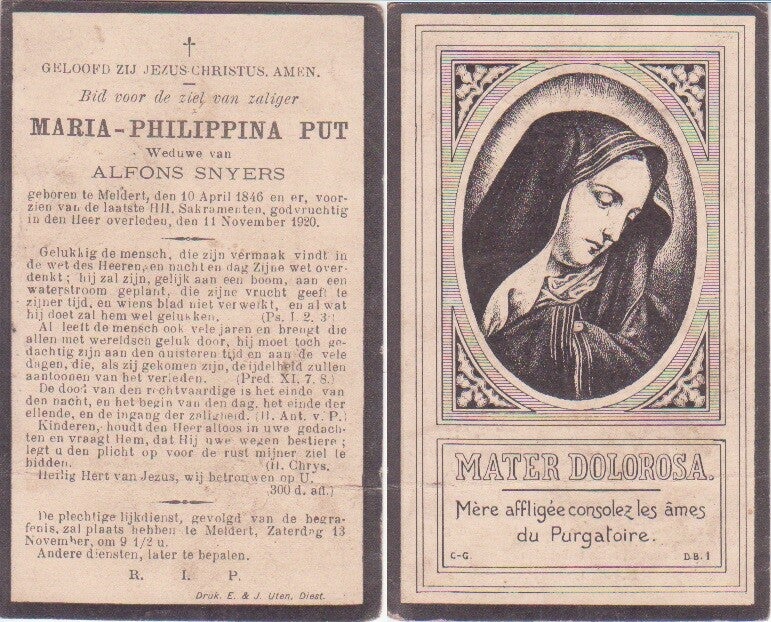 ✝
GELOOFD ZIJ JEZUS-CHRISTUS. AMEN.
Bid voor de ziel van zaliger
MARIA-PHILIPPINA PUT
Weduwe van
ALFONS SNYERS
geboren te Meldert, den 10 April 1846 en er, voor-
zien van de laatste HH. Sakramenten, godvruchtig
in den Heer overleden, den 11 November 1920.
Gelukkig de mensch, die zijn vermaak vindt in
de wet des Heeren, en nacht en dag Zijne wet over-
denkt; hij zal zijn, gelijk aan een boom, aan een
waterstroom geplant, die zijne vrucht geeft te
zijner tijd, en wiens blad niet verwelkt, en al wat
hij doet zal hem wel gelukken. (Ps. I. 2. 3.)
Al leeft de mensch ook vele jaren en brengt die
allen met wereldsch geluk door, hij moet toch ge-
dachtig zijn aan den duisteren tijd en aan de vele
dagen, die, als zij gekomen zijn, de ijdelheid zullen
aantoonen van het verleden. (Pred. XI. 7. 8.)
De dood van den rechtvaardige is het einde van
den nacht, en het begin van den dag, het einde der
ellende, en de ingang der zaligheid. (H. Ant. v. P.)
Kinderen, houdt den Heer altoos in uwe gedach-
ten en vraagt Hem, dat Hij uwe wegen bestiere;
legt u den plicht op voor de rust mijner ziel te
bidden. (H. Chrys.
Heilig Hert van Jezus, wij betrouwen op U.
300 d. afl.)
De plechtige lijkdienst, gevolgd van de begra-
fenis, zal plaats hebben te Meldert, Zaterdag 13
November, om 9 1/2 u.
Andere diensten, later te bepalen.
R. I. P.
Druk. E. & J. Uten, Diest.
MATER DOLOROSA.
Mère affligée consolez les âmes
du Purgatoire.
C-G. D.B.1